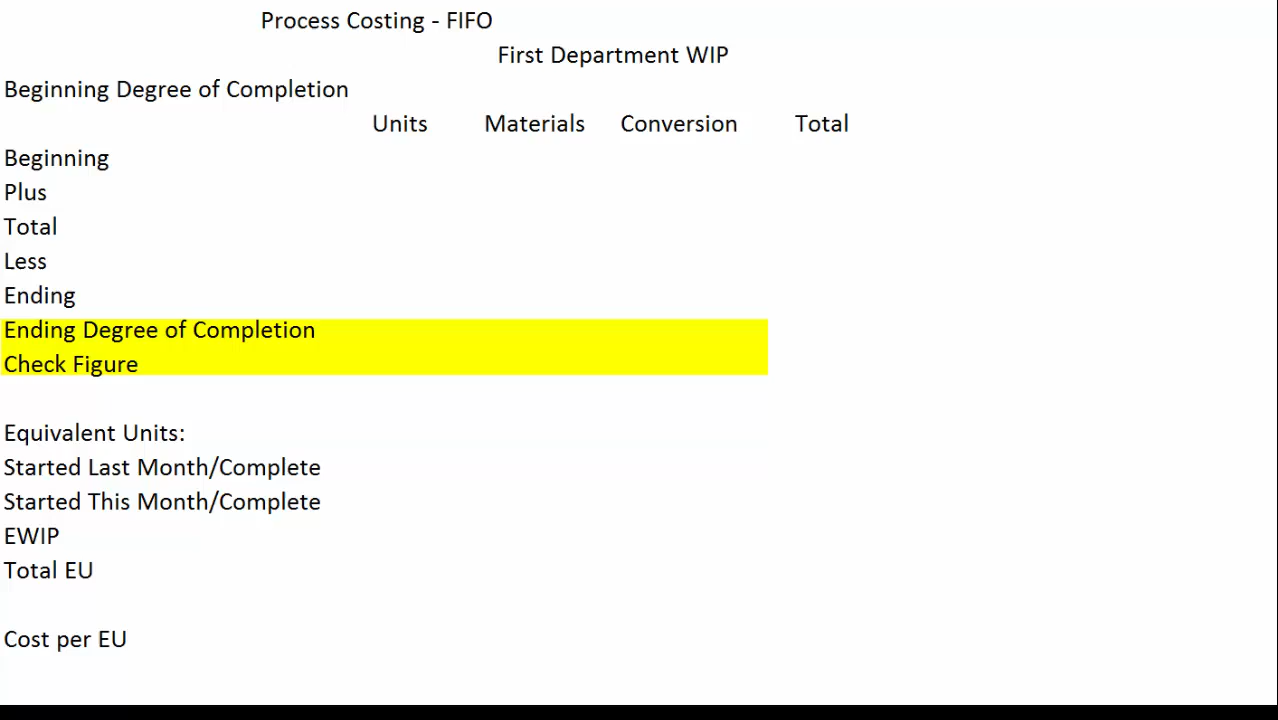 Process Costing - FIFO
First Department WIP
Beginning Degree of Completion
Units Materials Conversion Total
Beginning
Plus
Total
Less
Ending
Ending Degree of Completion
Check Figure
Equivalent Units:
Started Last Month/Complete
Started This Month/Complete
EWIP
Total EU
Cost per EU